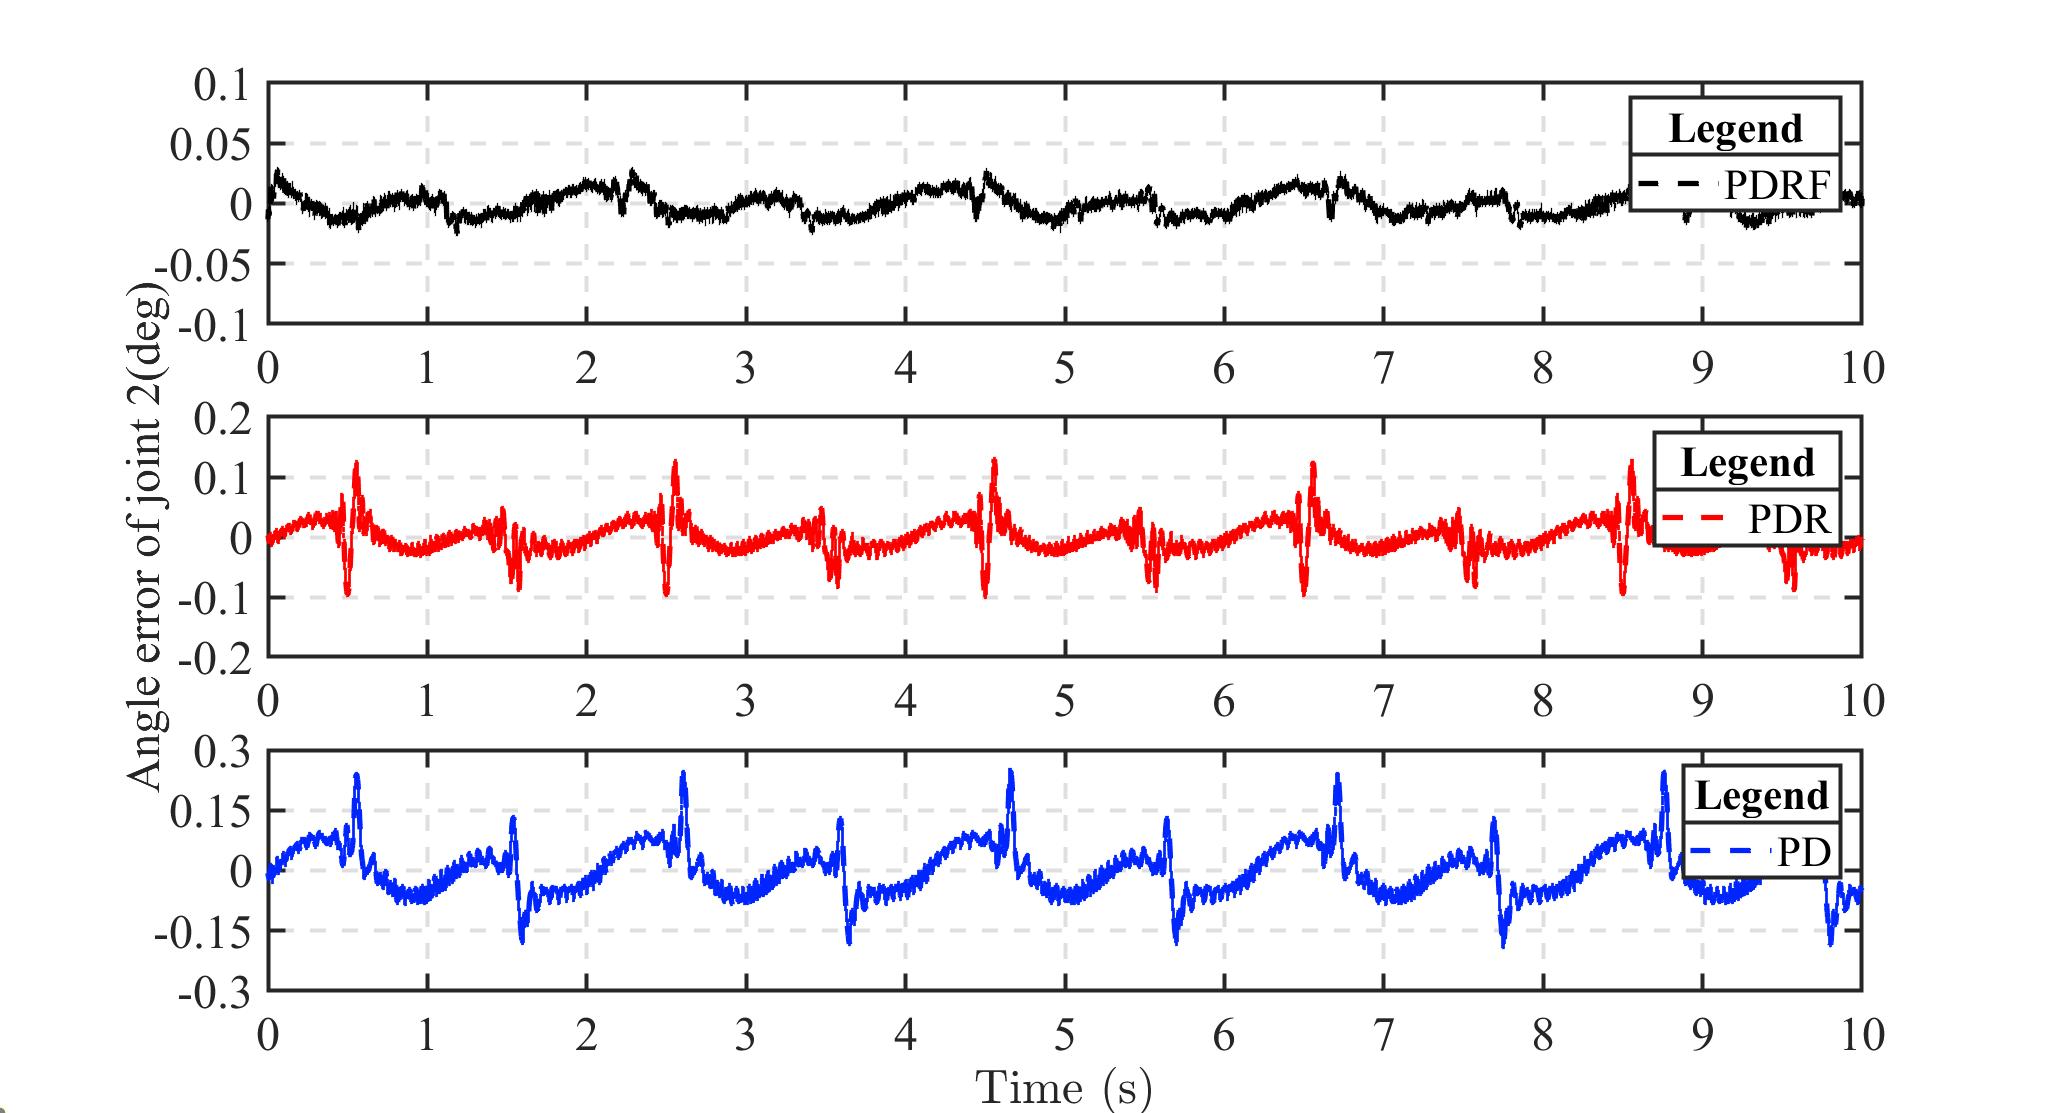 Angle error of joint 2(deg)
0.1
0.05
0
-0.05
-0.1
Legend
PDRF
0 1 2 3 4 5 6 7 8 9 10
0.2
0.1
0
-0.1
-0.2
Legend
PDR
0 1 2 3 4 5 6 7 8 9 10
0.3
0.15
0
-0.15
-0.3
Legend
PD
0 1 2 3 4 5 6 7 8 9 10
Time (s)